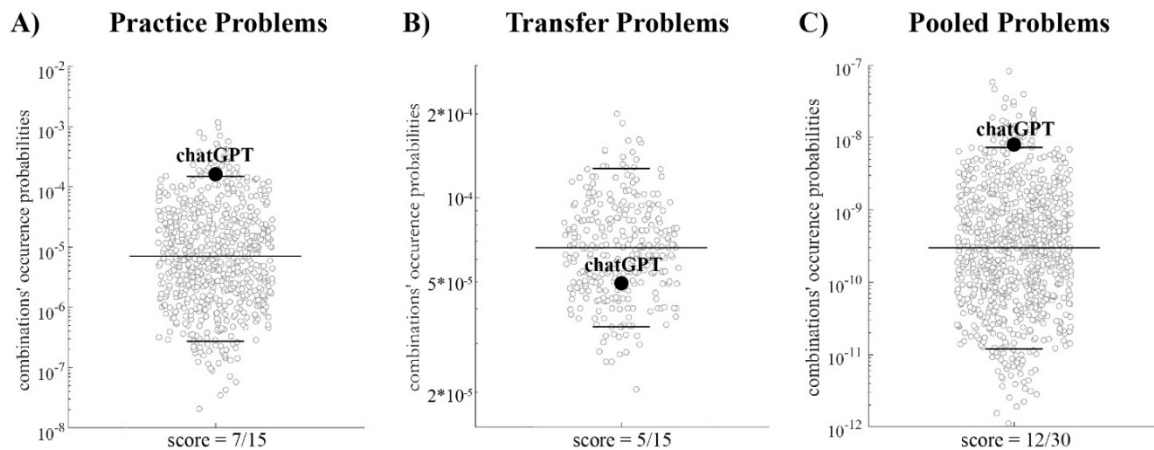 A) Practice Problems
combinations' occurence probabilities
10^-2
10^-3
10^-4
10^-5
10^-6
10^-7
10^-8
chatGPT
score = 7/15
B) Transfer Problems
combinations' occurence probabilities
2*10^-4
10^-4
5*10^-5
2*10^-5
chatGPT
score = 5/15
C) Pooled Problems
combinations' occurence probabilities
10^-7
10^-8
10^-9
10^-10
10^-11
10^-12
chatGPT
score = 12/30